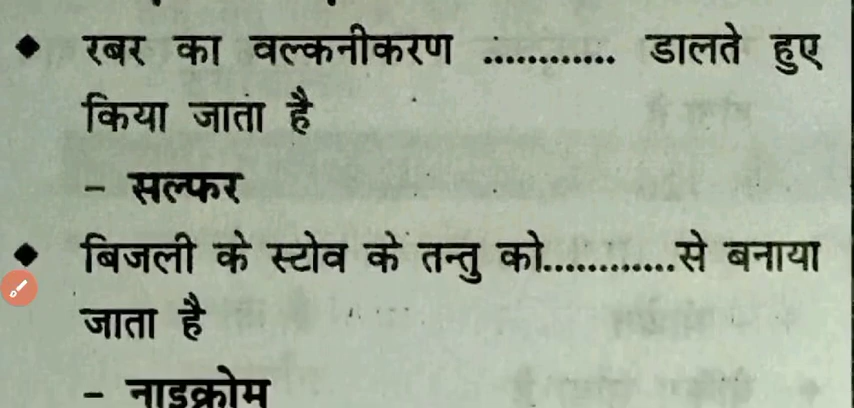 ◆ रबर का वल्कनीकरण ............ डालते हुए
किया जाता है
– सल्फर
◆ बिजली के स्टोव के तन्तु को............से बनाया
जाता है
– नाइक्रोम